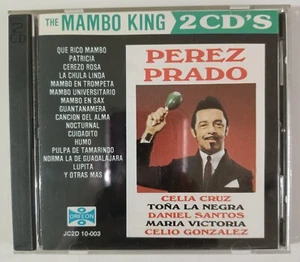 THE MAMBO KING 2CD'S
QUE RICO MAMBO
PATRICIA
CEREZO ROSA
LA CHULA LINDA
MAMBO EN TROMPETA
MAMBO UNIVERSITARIO
MAMBO EN SAX
GUANTANAMERA
CANCION DEL ALMA
NOCTURNAL
CUIDADITO
HUMO
PULPA DE TAMARINDO
NORMA LA DE GUADALAJARA
LUPITA
Y OTRAS MAS
ORFEON
JC2D 10-003
PEREZ
PRADO
CELIA CRUZ
TOÑA LA NEGRA
DANIEL SANTOS
MARIA VICTORIA
CELIO GONZALEZ